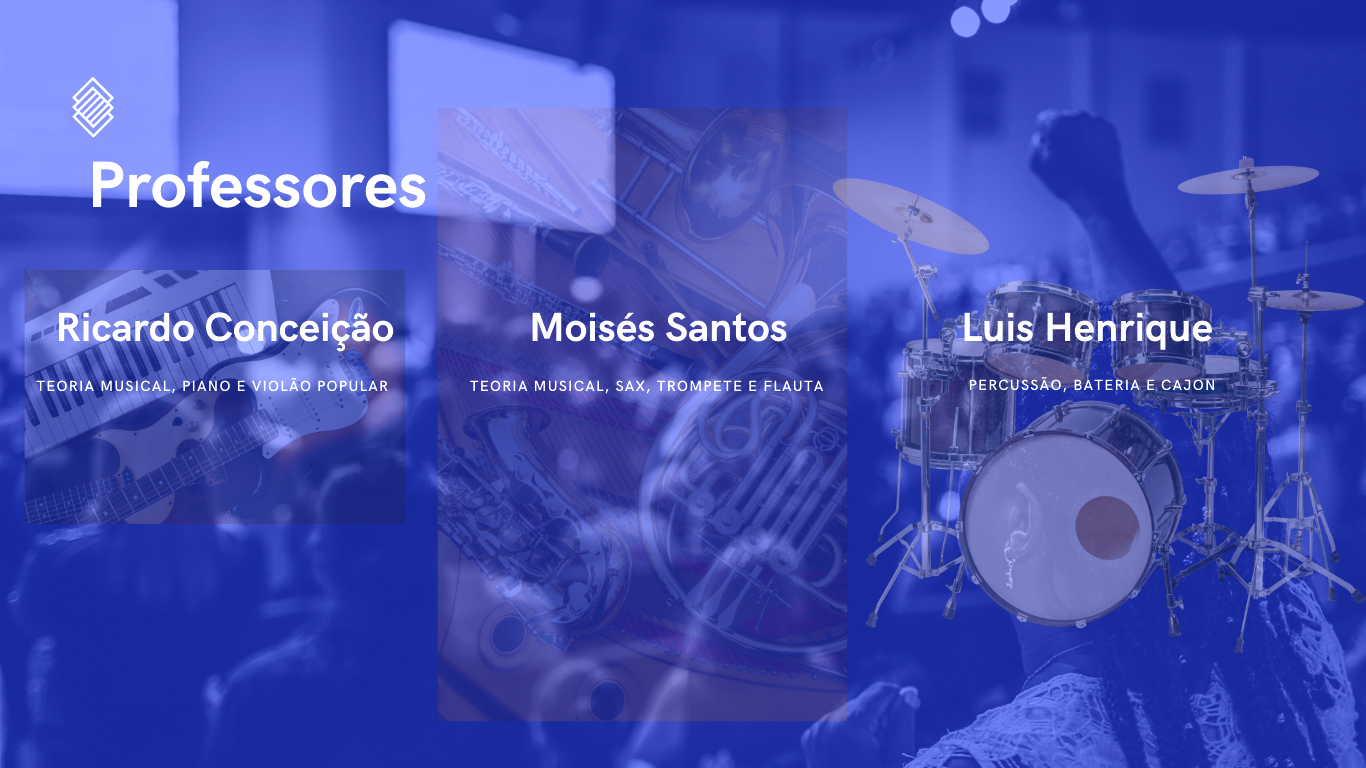 Professores
Ricardo Conceição
TEORIA MUSICAL, PIANO E VIOLÃO POPULAR
Moisés Santos
TEORIA MUSICAL, SAX, TROMPETE E FLAUTA
Luis Henrique
PERCUSSÃO, BATERIA E CAJON